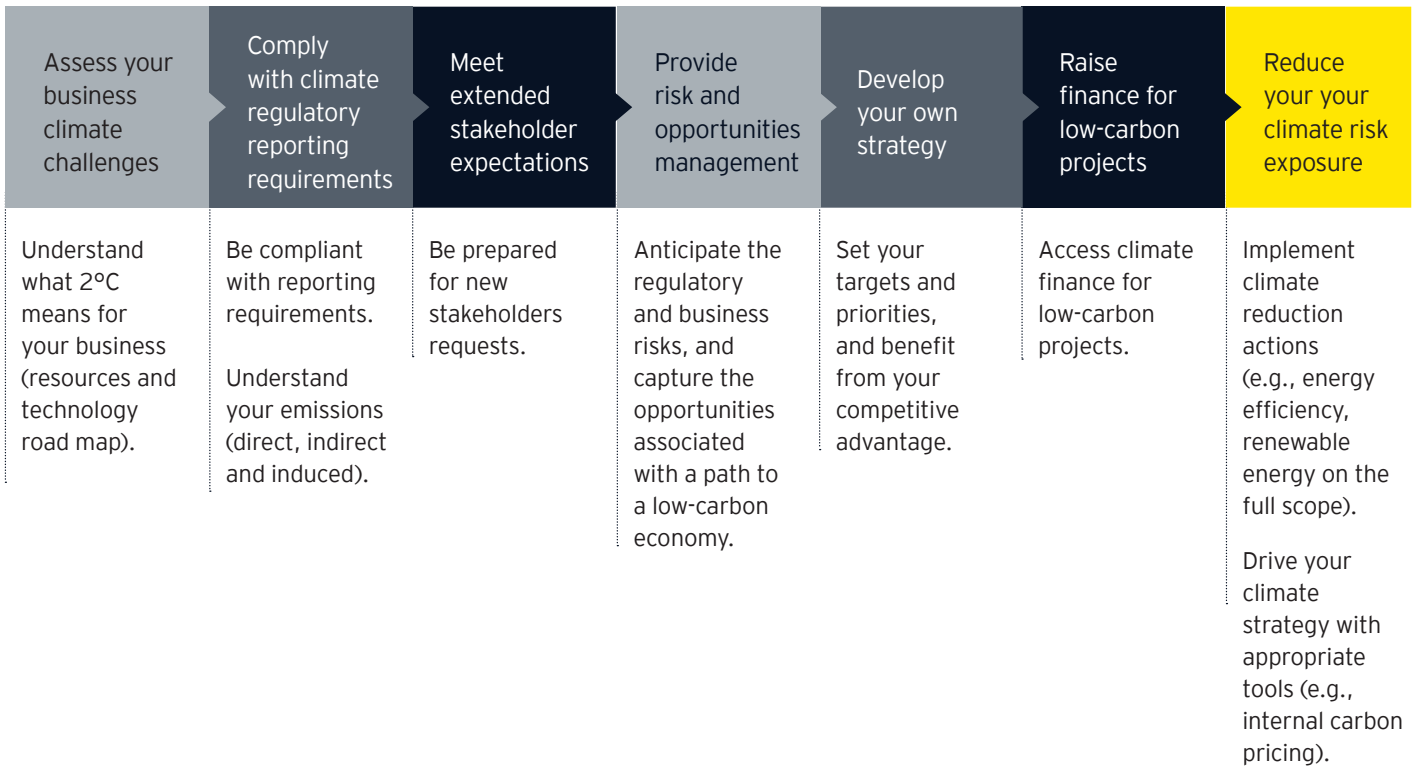 Assess your
business
climate
challenges
Comply
with climate
regulatory
reporting
requirements
Meet
extended
stakeholder
expectations
Provide
risk and
opportunities
management
Develop
your own
strategy
Raise
finance for
low-carbon
projects
Reduce
your your
climate risk
exposure
Understand
what 2°C
means for
your business
(resources and
technology
road map).
Be compliant
with reporting
requirements.
Understand
your emissions
(direct, indirect
and induced).
Be prepared
for new
stakeholders
requests.
Anticipate the
regulatory
and business
risks, and
capture the
opportunities
associated
with a path to
a low-carbon
economy.
Set your
targets and
priorities,
and benefit
from your
competitive
advantage.
Access climate
finance for
low-carbon
projects.
Implement
climate
reduction
actions
(e.g., energy
efficiency,
renewable
energy on the
full scope).
Drive your
climate
strategy with
appropriate
tools (e.g.,
internal carbon
pricing).